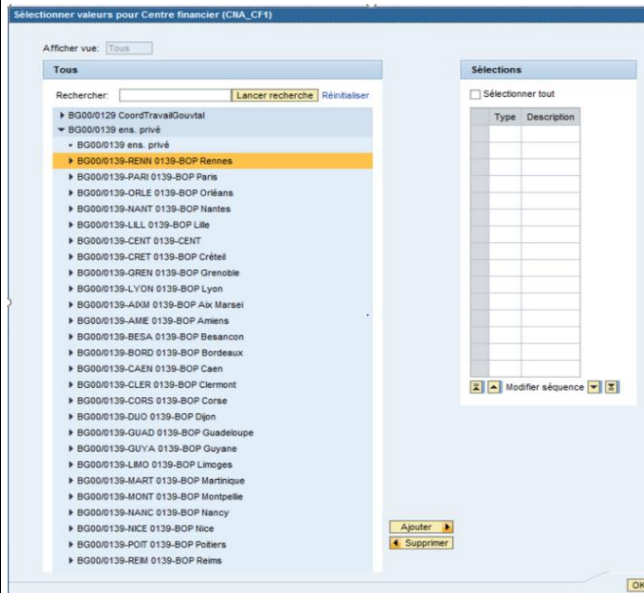 Sélectionner valeurs pour Centre financier (CNA_CF1)
Afficher vue: Tous
Tous
Rechercher: Lancer recherche Réinitialiser
BG00/0129 CoordTravailGouvtal
BG00/0139 ens. privé
BG00/0139 ens. privé
BG00/0139-RENN 0139-BOP Rennes
BG00/0139-PARI 0139-BOP Paris
BG00/0139-ORLE 0139-BOP Orléans
BG00/0139-NANT 0139-BOP Nantes
BG00/0139-LILL 0139-BOP Lille
BG00/0139-CENT 0139-CENT
BG00/0139-CRET 0139-BOP Créteil
BG00/0139-GREN 0139-BOP Grenoble
BG00/0139-LYON 0139-BOP Lyon
BG00/0139-AIXM 0139-BOP Aix Marsei
BG00/0139-AMIE 0139-BOP Amiens
BG00/0139-BESA 0139-BOP Besancon
BG00/0139-BORD 0139-BOP Bordeaux
BG00/0139-CAEN 0139-BOP Caen
BG00/0139-CLER 0139-BOP Clermont
BG00/0139-CORS 0139-BOP Corse
BG00/0139-DIJO 0139-BOP Dijon
BG00/0139-GUAD 0139-BOP Guadeloupe
BG00/0139-GUYA 0139-BOP Guyane
BG00/0139-LIMO 0139-BOP Limoges
BG00/0139-MART 0139-BOP Martinique
BG00/0139-MONT 0139-BOP Montpellie
BG00/0139-NANC 0139-BOP Nancy
BG00/0139-NICE 0139-BOP Nice
BG00/0139-POIT 0139-BOP Poitiers
BG00/0139-REIM 0139-BOP Reims
Ajouter
Supprimer
Sélections
Sélectionner tout
Type Description
Modifier séquence
OK